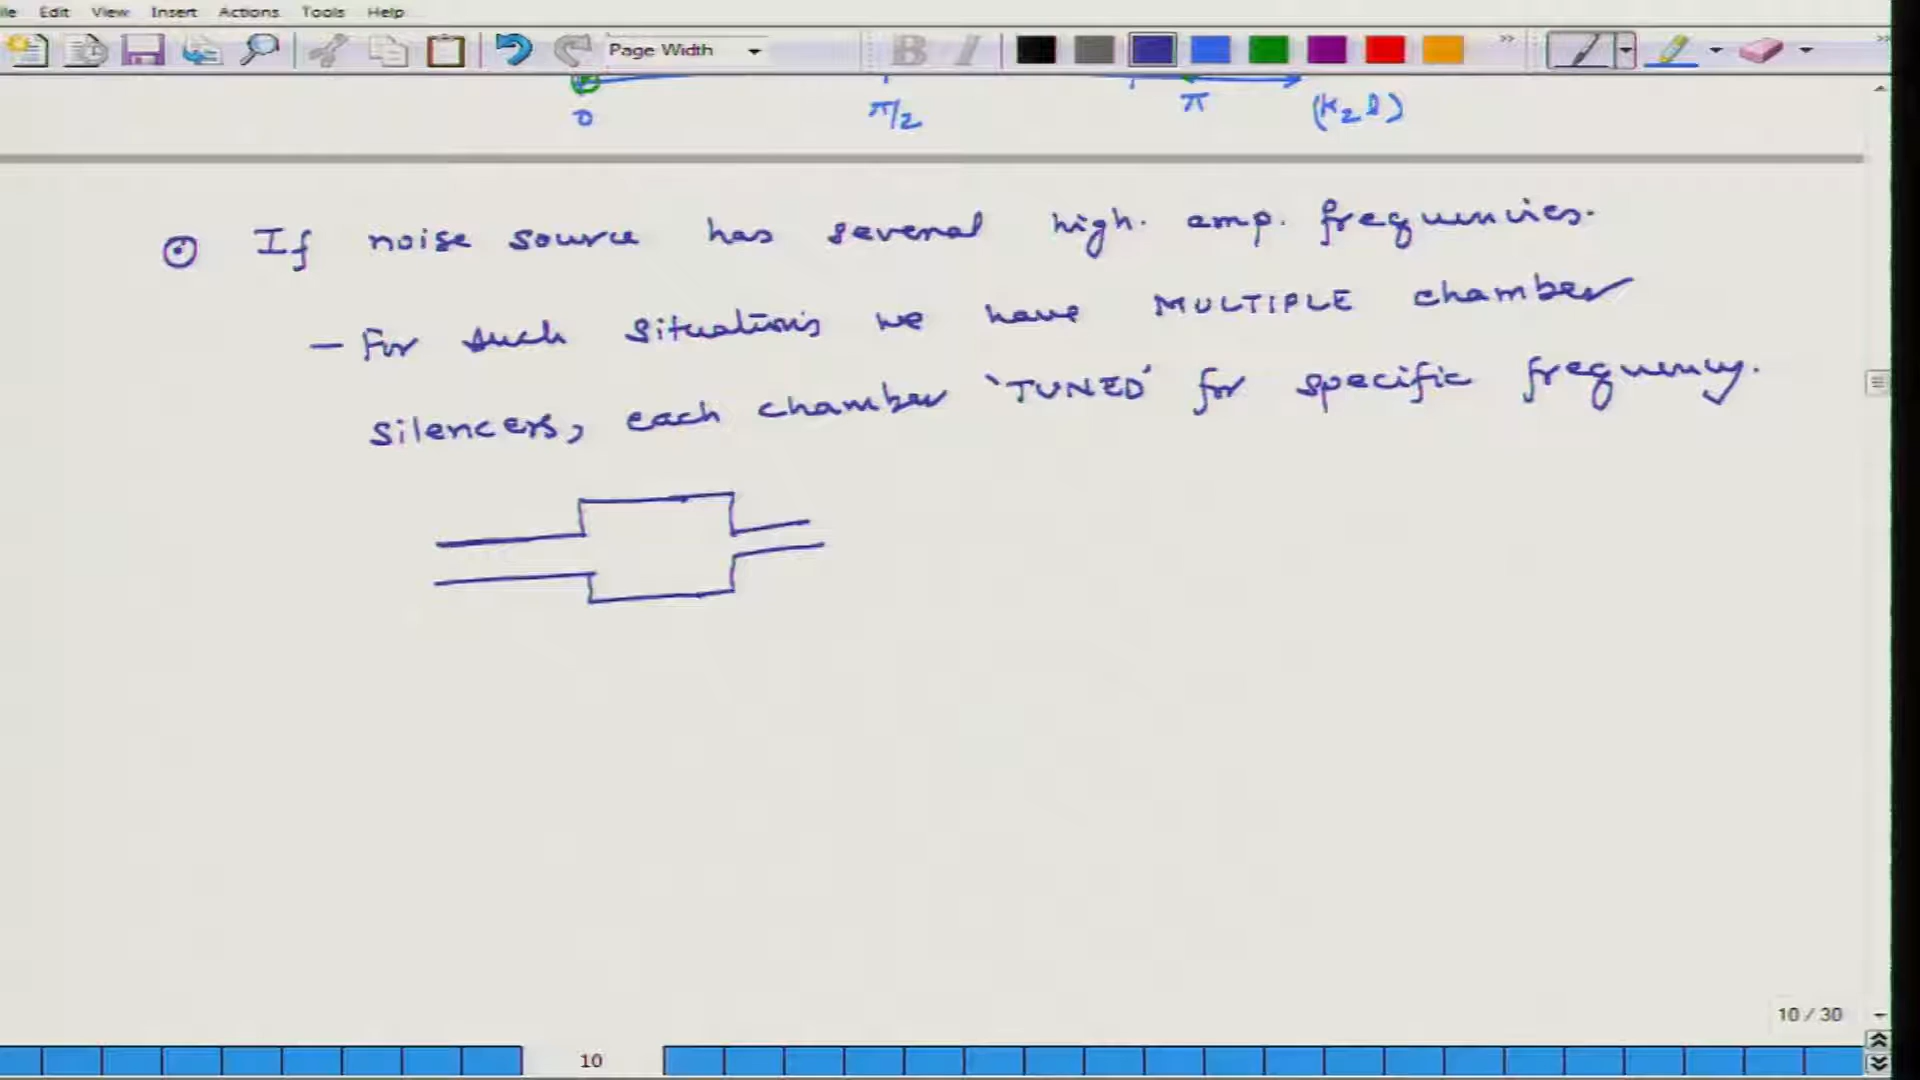 le Edit View Insert Actions Tools Help
Page Width B I
0 π/2 π (K₂l)
⊙ If noise source has several high. amp. frequencies.
– For such situations we have MULTIPLE chamber
silencers, each chamber 'TUNED' for specific frequency.
10 / 30
10